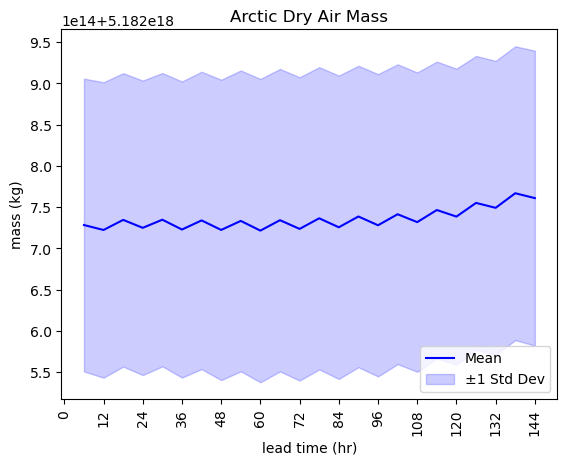 Arctic Dry Air Mass
1e14+5.182e18
9.5
9.0
8.5
8.0
7.5
7.0
6.5
6.0
5.5
mass (kg)
Mean
±1 Std Dev
0 12 24 36 48 60 72 84 96 108 120 132 144
lead time (hr)